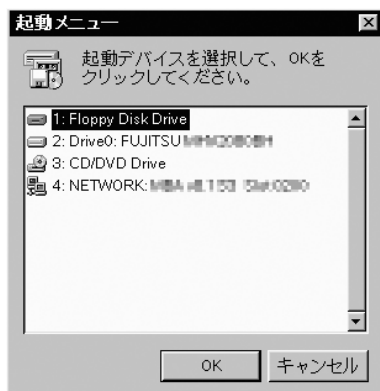 起動メニュー
起動デバイスを選択して、OKを
クリックしてください。
1: Floppy Disk Drive
2: Drive0: FUJITSU
3: CD/DVD Drive
4: NETWORK:
OK
キャンセル